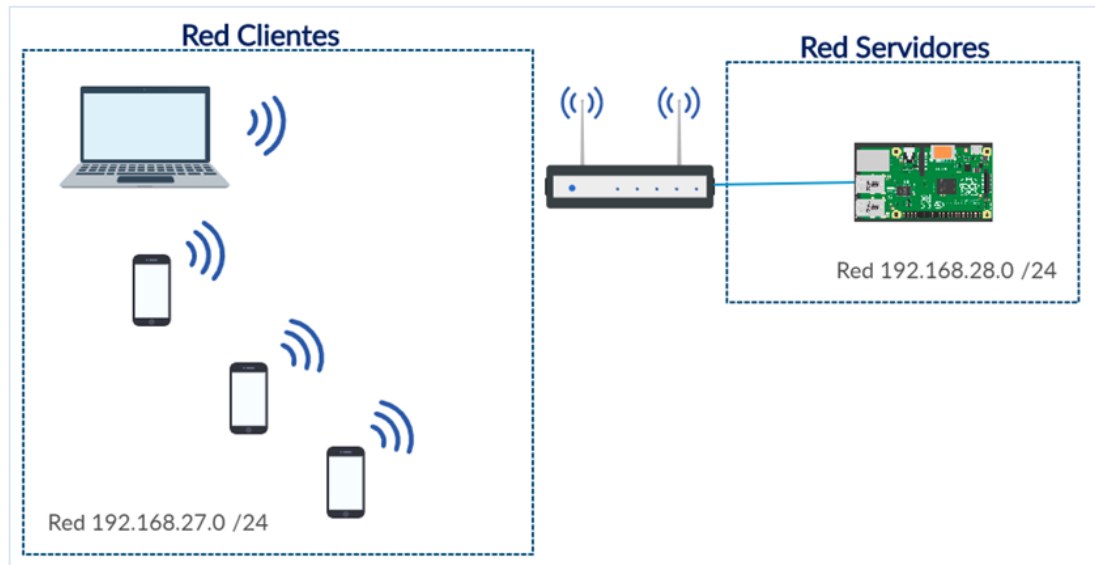 Red Clientes
Red Servidores
Red 192.168.28.0 /24
Red 192.168.27.0 /24